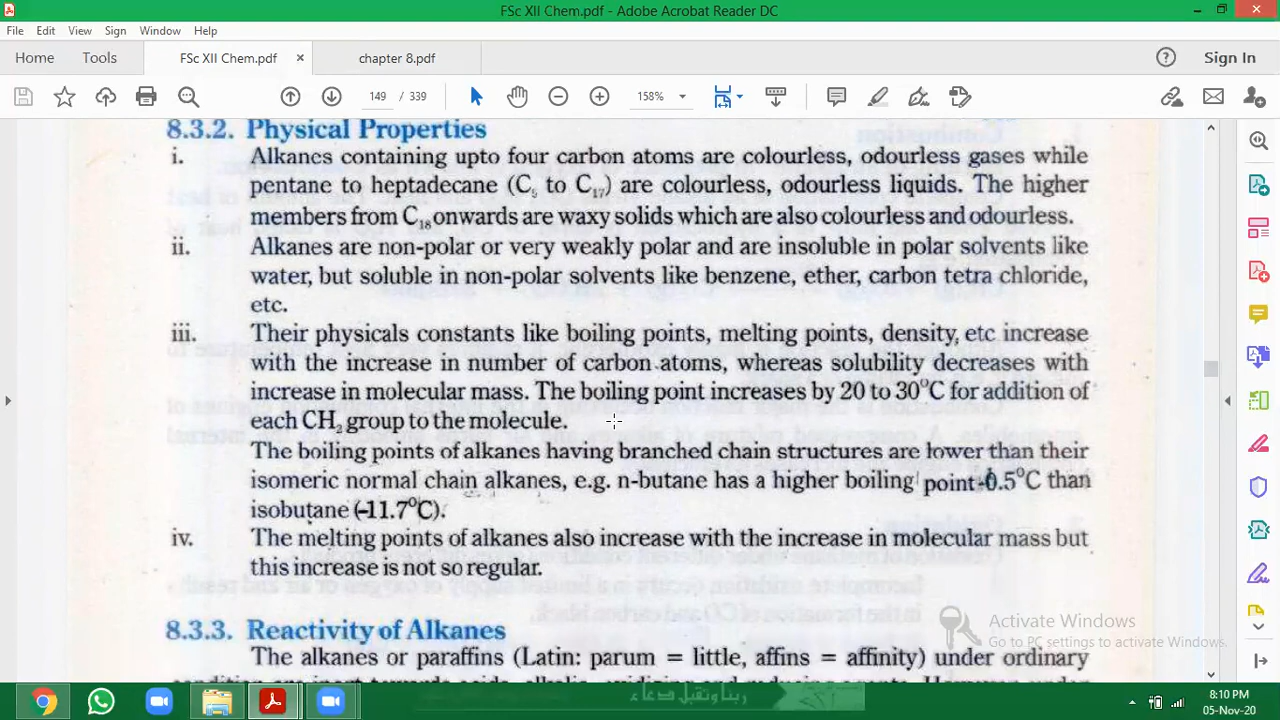 FSc XII Chem.pdf - Adobe Acrobat Reader DC
File Edit View Sign Window Help
Home Tools FSc XII Chem.pdf × chapter 8.pdf Sign In
149 / 339 158%
8.3.2. Physical Properties
i. Alkanes containing upto four carbon atoms are colourless, odourless gases while
pentane to heptadecane (C₅ to C₁₇) are colourless, odourless liquids. The higher
members from C₁₈ onwards are waxy solids which are also colourless and odourless.
ii. Alkanes are non-polar or very weakly polar and are insoluble in polar solvents like
water, but soluble in non-polar solvents like benzene, ether, carbon tetra chloride,
etc.
iii. Their physicals constants like boiling points, melting points, density, etc increase
with the increase in number of carbon atoms, whereas solubility decreases with
increase in molecular mass. The boiling point increases by 20 to 30°C for addition of
each CH₂ group to the molecule.
The boiling points of alkanes having branched chain structures are lower than their
isomeric normal chain alkanes, e.g. n-butane has a higher boiling point-0.5°C than
isobutane (-11.7°C).
iv. The melting points of alkanes also increase with the increase in molecular mass but
this increase is not so regular.
Activate Windows
Go to PC settings to activate Windows.
8.3.3. Reactivity of Alkanes
The alkanes or paraffins (Latin: parum = little, affins = affinity) under ordinary
ربنا وتقبل دعاء
8:10 PM
05-Nov-20